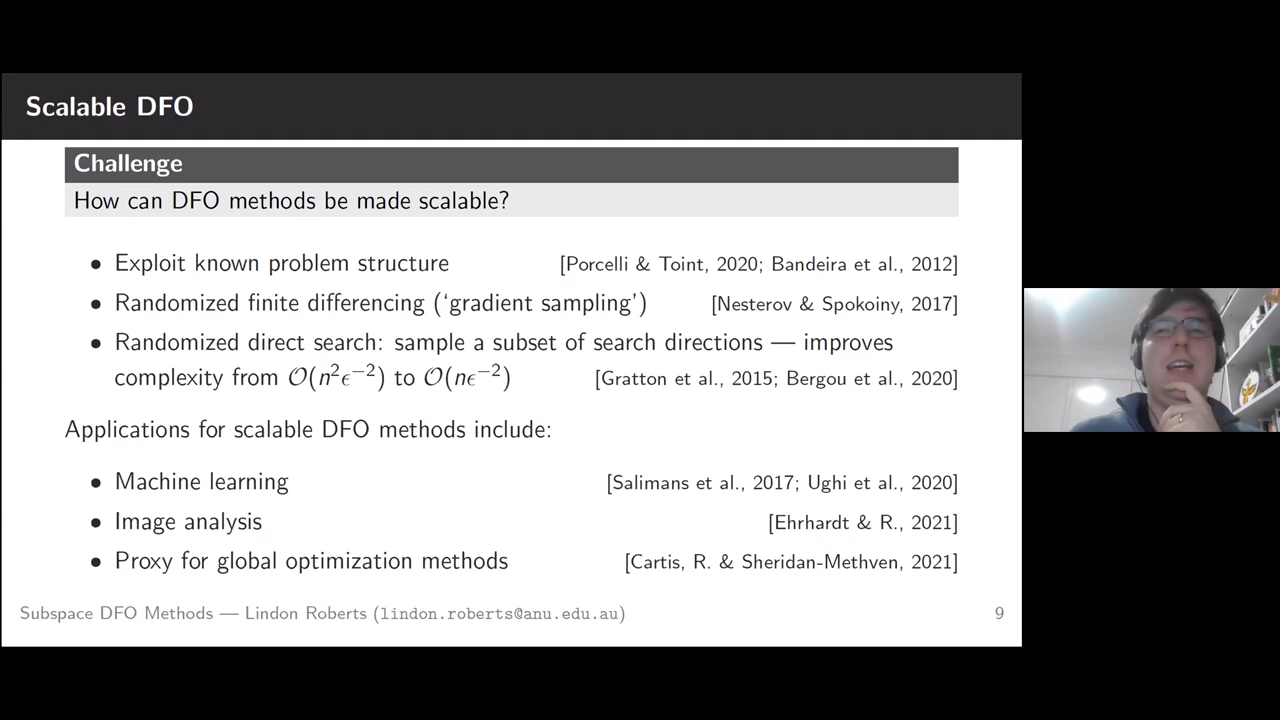 Scalable DFO
Challenge
How can DFO methods be made scalable?
• Exploit known problem structure [Porcelli & Toint, 2020; Bandeira et al., 2012]
• Randomized finite differencing (‘gradient sampling’) [Nesterov & Spokoiny, 2017]
• Randomized direct search: sample a subset of search directions — improves
complexity from 𝒪(n²ϵ⁻²) to 𝒪(nϵ⁻²) [Gratton et al., 2015; Bergou et al., 2020]
Applications for scalable DFO methods include:
• Machine learning [Salimans et al., 2017; Ughi et al., 2020]
• Image analysis [Ehrhardt & R., 2021]
• Proxy for global optimization methods [Cartis, R. & Sheridan-Methven, 2021]
Subspace DFO Methods — Lindon Roberts (lindon.roberts@anu.edu.au) 9